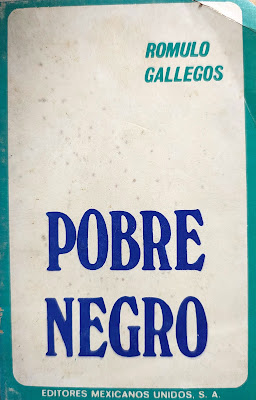 ROMULO
GALLEGOS
POBRE
NEGRO
EDITORES MEXICANOS UNIDOS, S. A.